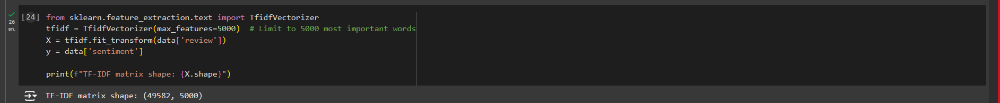 [24] from sklearn.feature_extraction.text import TfidfVectorizer
26 sn.
tfidf = TfidfVectorizer(max_features=5000)  # Limit to 5000 most important words
X = tfidf.fit_transform(data['review'])
y = data['sentiment']
print(f"TF-IDF matrix shape: {X.shape}")
TF-IDF matrix shape: (49582, 5000)